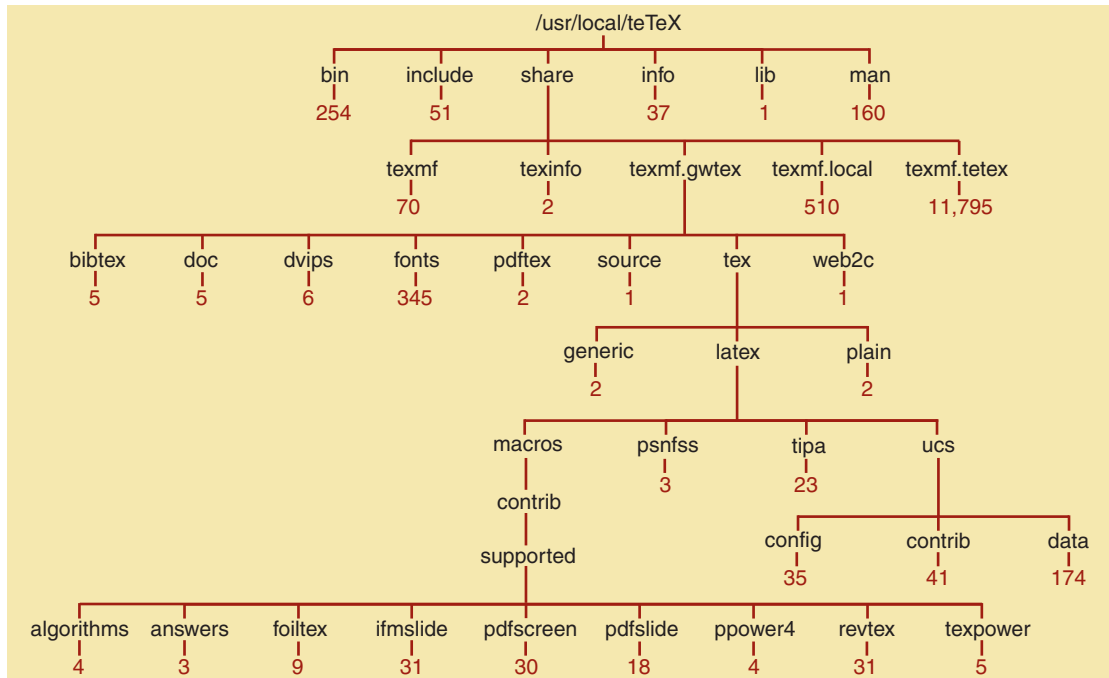 /usr/local/teTeX
bin include share info lib man
254 51 37 1 160
texmf texinfo texmf.gwtex texmf.local texmf.tetex
70 2 510 11,795
bibtex doc dvips fonts pdftex source tex web2c
5 5 6 345 2 1 1
generic latex plain
2 2
macros psnfss tipa ucs
3 23
contrib
config contrib data
supported
35 41 174
algorithms answers foiltex ifmslide pdfscreen pdfslide ppower4 revtex texpower
4 3 9 31 30 18 4 31 5